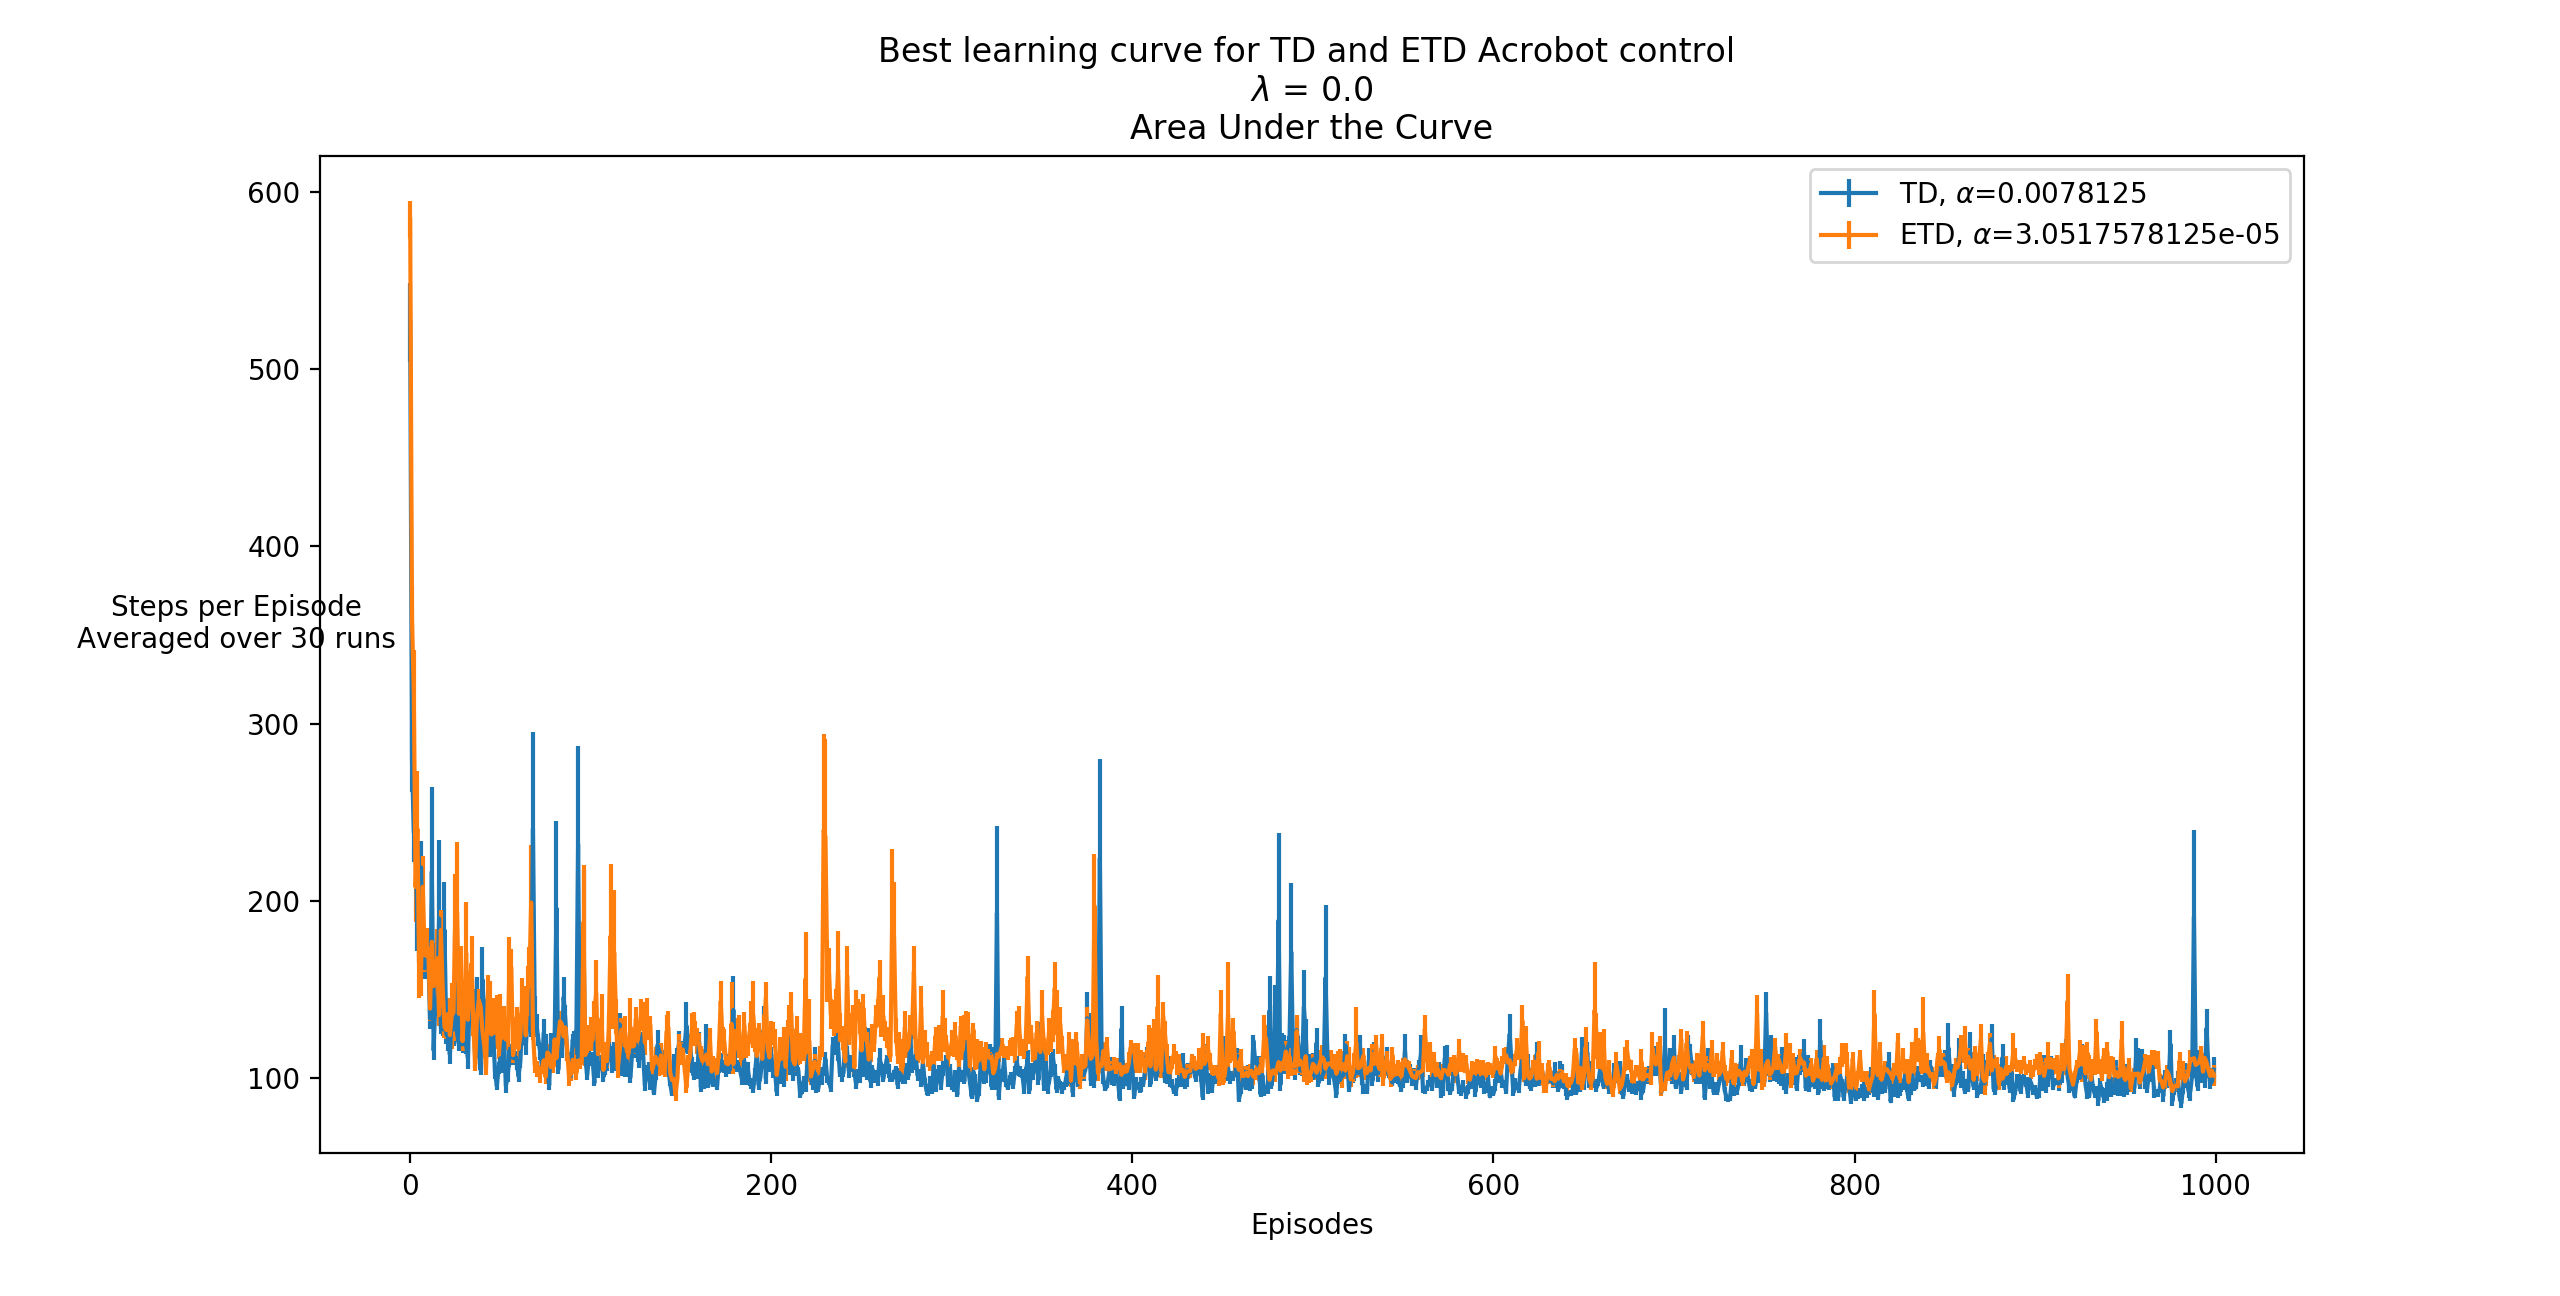 Best learning curve for TD and ETD Acrobot control
λ = 0.0
Area Under the Curve
600
500
400
300
200
100
Steps per Episode
Averaged over 30 runs
TD, α=0.0078125
ETD, α=3.0517578125e-05
0
200
400
600
800
1000
Episodes